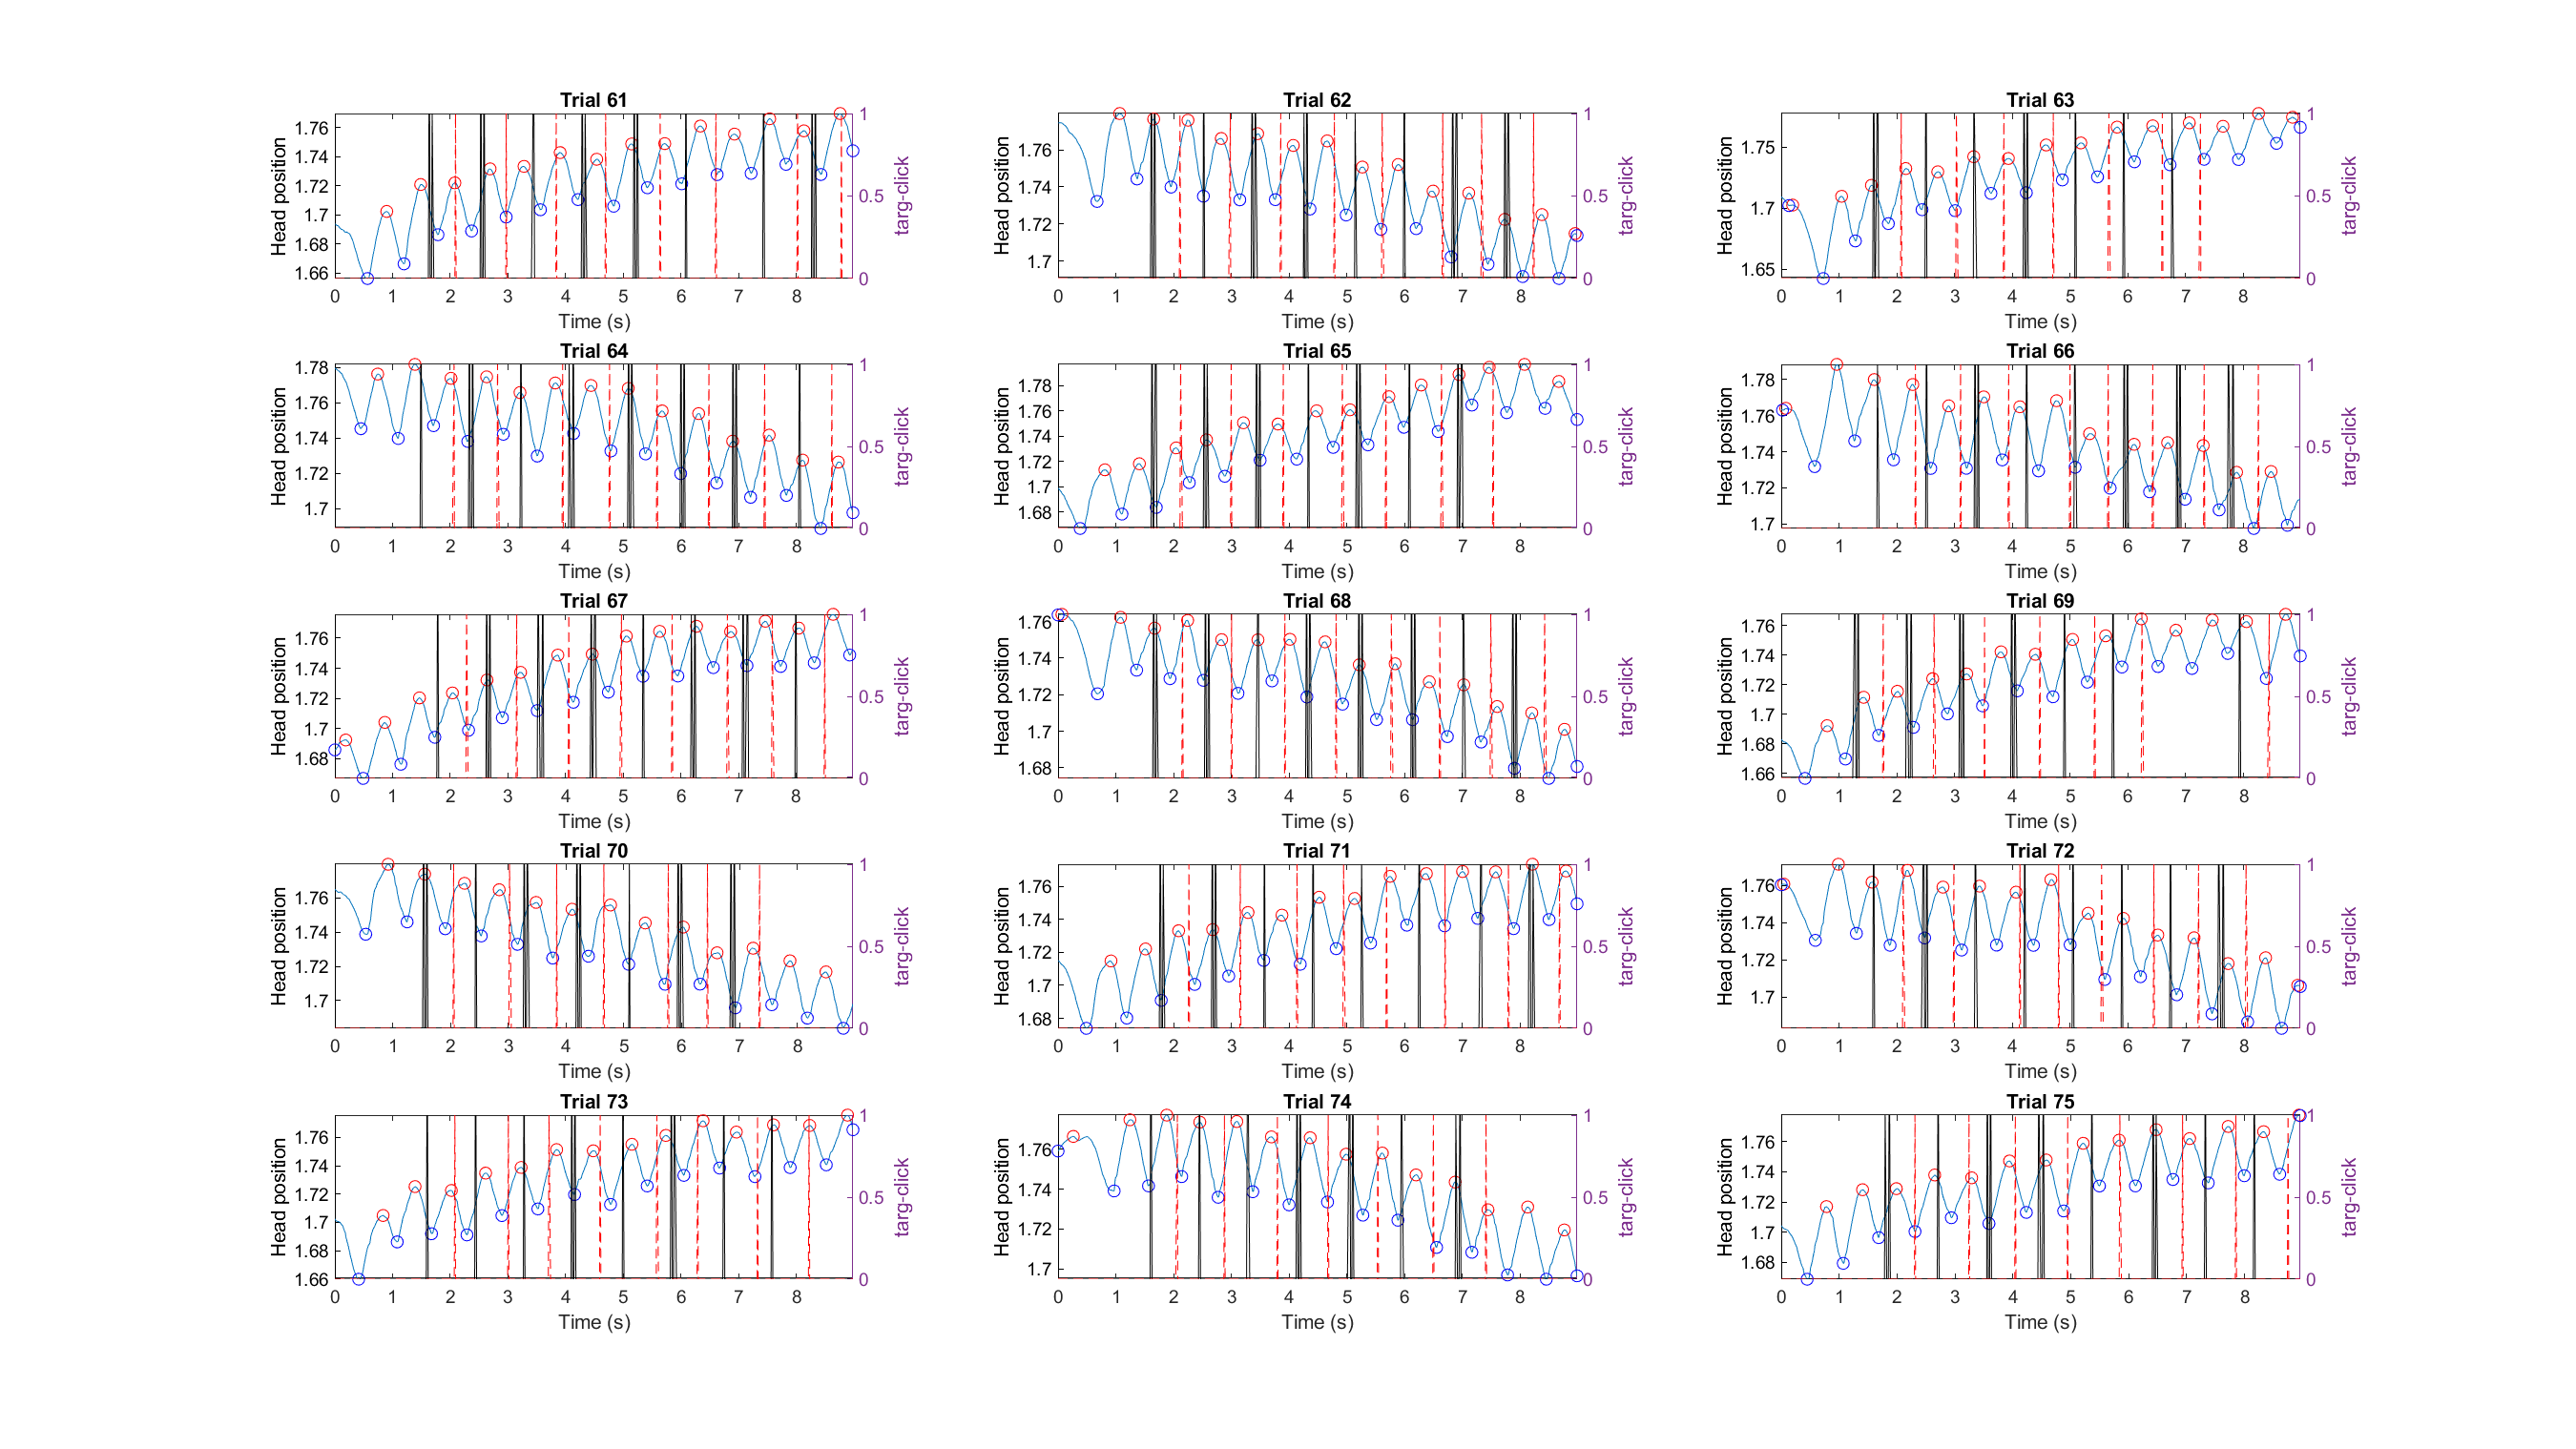 Trial 61
Head position
1.76
1.74
1.72
1.7
1.68
1.66
1
0.5
0
targ-click
0 1 2 3 4 5 6 7 8
Time (s)
Trial 62
Head position
1.76
1.74
1.72
1.7
1
0.5
0
targ-click
0 1 2 3 4 5 6 7 8
Time (s)
Trial 63
Head position
1.75
1.7
1.65
1
0.5
0
targ-click
0 1 2 3 4 5 6 7 8
Time (s)
Trial 64
Head position
1.78
1.76
1.74
1.72
1.7
1
0.5
0
targ-click
0 1 2 3 4 5 6 7 8
Time (s)
Trial 65
Head position
1.78
1.76
1.74
1.72
1.7
1.68
1
0.5
0
targ-click
0 1 2 3 4 5 6 7 8
Time (s)
Trial 66
Head position
1.78
1.76
1.74
1.72
1.7
1
0.5
0
targ-click
0 1 2 3 4 5 6 7 8
Time (s)
Trial 67
Head position
1.76
1.74
1.72
1.7
1.68
1
0.5
0
targ-click
0 1 2 3 4 5 6 7 8
Time (s)
Trial 68
Head position
1.76
1.74
1.72
1.7
1.68
1
0.5
0
targ-click
0 1 2 3 4 5 6 7 8
Time (s)
Trial 69
Head position
1.76
1.74
1.72
1.7
1.68
1.66
1
0.5
0
targ-click
0 1 2 3 4 5 6 7 8
Time (s)
Trial 70
Head position
1.76
1.74
1.72
1.7
1
0.5
0
targ-click
0 1 2 3 4 5 6 7 8
Time (s)
Trial 71
Head position
1.76
1.74
1.72
1.7
1.68
1
0.5
0
targ-click
0 1 2 3 4 5 6 7 8
Time (s)
Trial 72
Head position
1.76
1.74
1.72
1.7
1
0.5
0
targ-click
0 1 2 3 4 5 6 7 8
Time (s)
Trial 73
Head position
1.76
1.74
1.72
1.7
1.68
1.66
1
0.5
0
targ-click
0 1 2 3 4 5 6 7 8
Time (s)
Trial 74
Head position
1.76
1.74
1.72
1.7
1
0.5
0
targ-click
0 1 2 3 4 5 6 7 8
Time (s)
Trial 75
Head position
1.76
1.74
1.72
1.7
1.68
1
0.5
0
targ-click
0 1 2 3 4 5 6 7 8
Time (s)